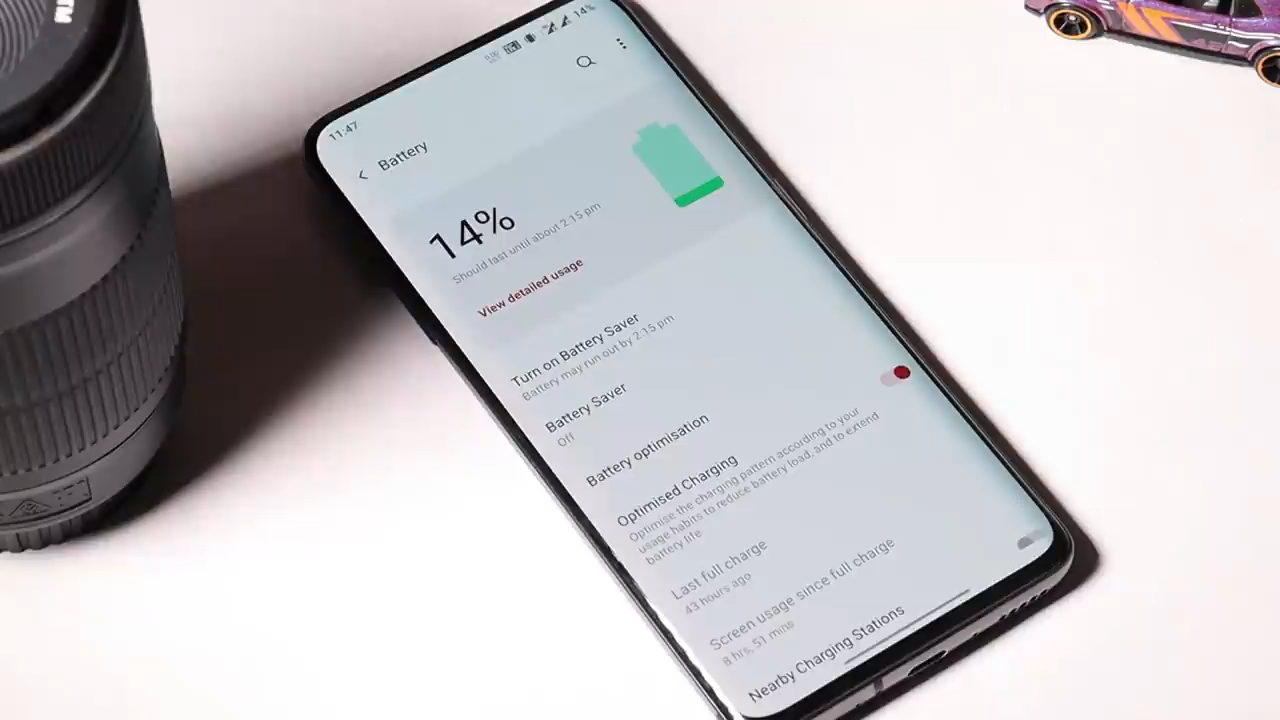 11:47
14%
Battery
14%
Should last until about 2:15 pm
View detailed usage
Turn on Battery Saver
Battery may run out by 2:15 pm
Battery Saver
Off
Battery optimisation
Optimised Charging
Optimise the charging pattern according to your
usage habits to reduce battery load, and to extend
battery life
Last full charge
43 hours ago
Screen usage since full charge
8 hrs, 51 mins
Nearby Charging Stations